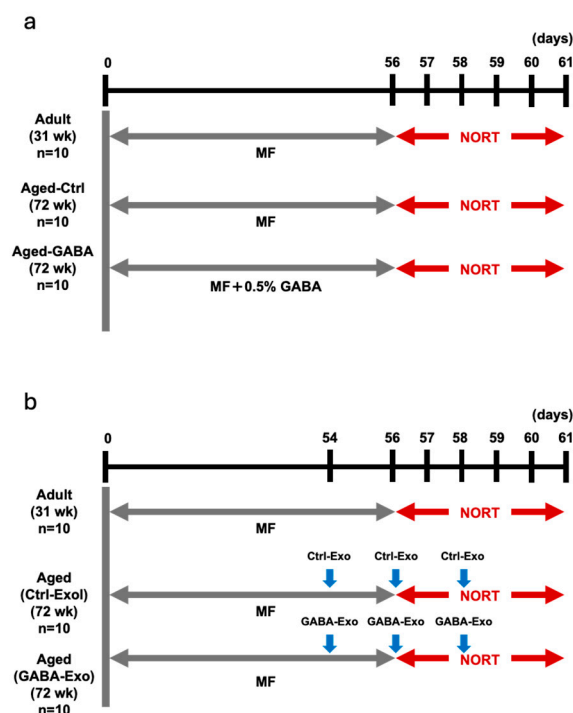 a
(days)
0 56 57 58 59 60 61
Adult
(31 wk)
n=10
MF
NORT
Aged-Ctrl
(72 wk)
n=10
MF
NORT
Aged-GABA
(72 wk)
n=10
MF+0.5% GABA
NORT
b
(days)
0 54 56 57 58 59 60 61
Adult
(31 wk)
n=10
MF
NORT
Ctrl-Exo Ctrl-Exo Ctrl-Exo
Aged
(Ctrl-Exol)
(72 wk)
n=10
MF
NORT
GABA-Exo GABA-Exo GABA-Exo
Aged
(GABA-Exo)
(72 wk)
n=10
MF
NORT